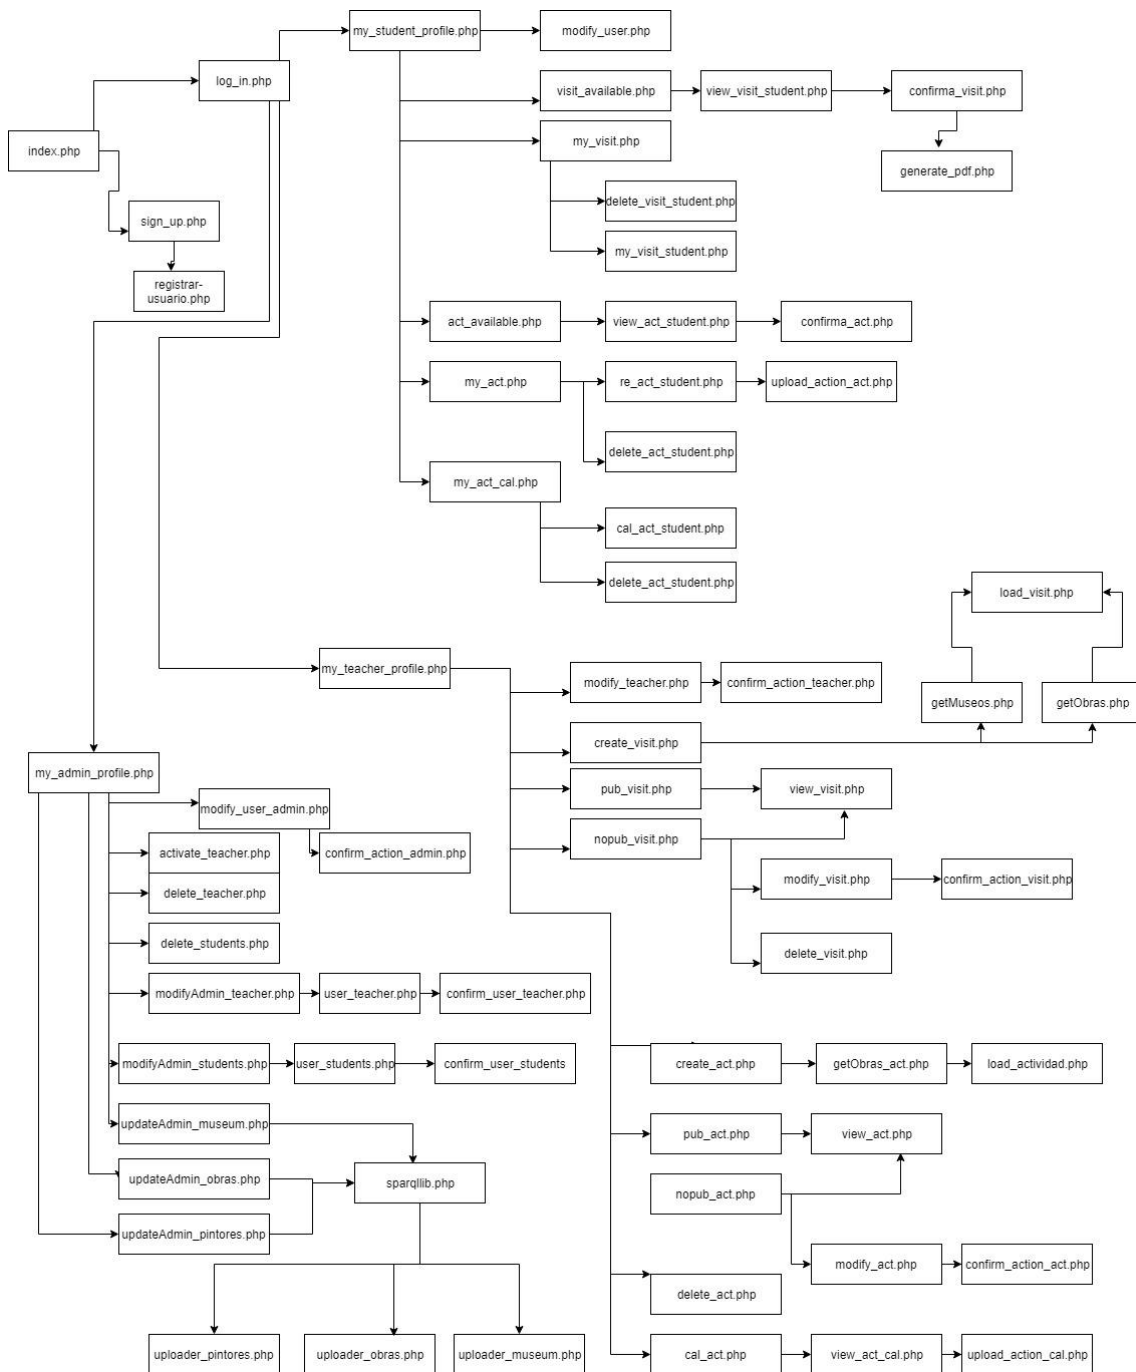 my_student_profile.php
modify_user.php
log_in.php
visit_available.php
view_visit_student.php
confirma_visit.php
index.php
my_visit.php
generate_pdf.php
delete_visit_student.php
sign_up.php
my_visit_student.php
registrar-
usuario.php
act_available.php
view_act_student.php
confirma_act.php
my_act.php
re_act_student.php
upload_action_act.php
delete_act_student.php
my_act_cal.php
cal_act_student.php
delete_act_student.php
load_visit.php
my_teacher_profile.php
modify_teacher.php
confirm_action_teacher.php
getMuseos.php
getObras.php
create_visit.php
my_admin_profile.php
pub_visit.php
view_visit.php
modify_user_admin.php
nopub_visit.php
activate_teacher.php
confirm_action_admin.php
modify_visit.php
confirm_action_visit.php
delete_teacher.php
delete_students.php
delete_visit.php
modifyAdmin_teacher.php
user_teacher.php
confirm_user_teacher.php
modifyAdmin_students.php
user_students.php
confirm_user_students
create_act.php
getObras_act.php
load_actividad.php
updateAdmin_museum.php
pub_act.php
view_act.php
updateAdmin_obras.php
sparqllib.php
nopub_act.php
updateAdmin_pintores.php
modify_act.php
confirm_action_act.php
delete_act.php
uploader_pintores.php
uploader_obras.php
uploader_museum.php
cal_act.php
view_act_cal.php
upload_action_cal.php